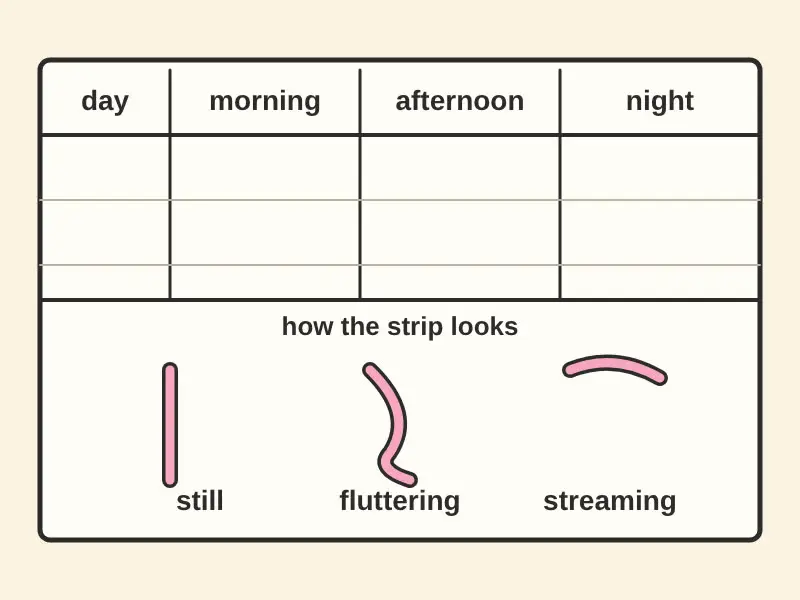 day morning afternoon night
how the strip looks
still fluttering streaming